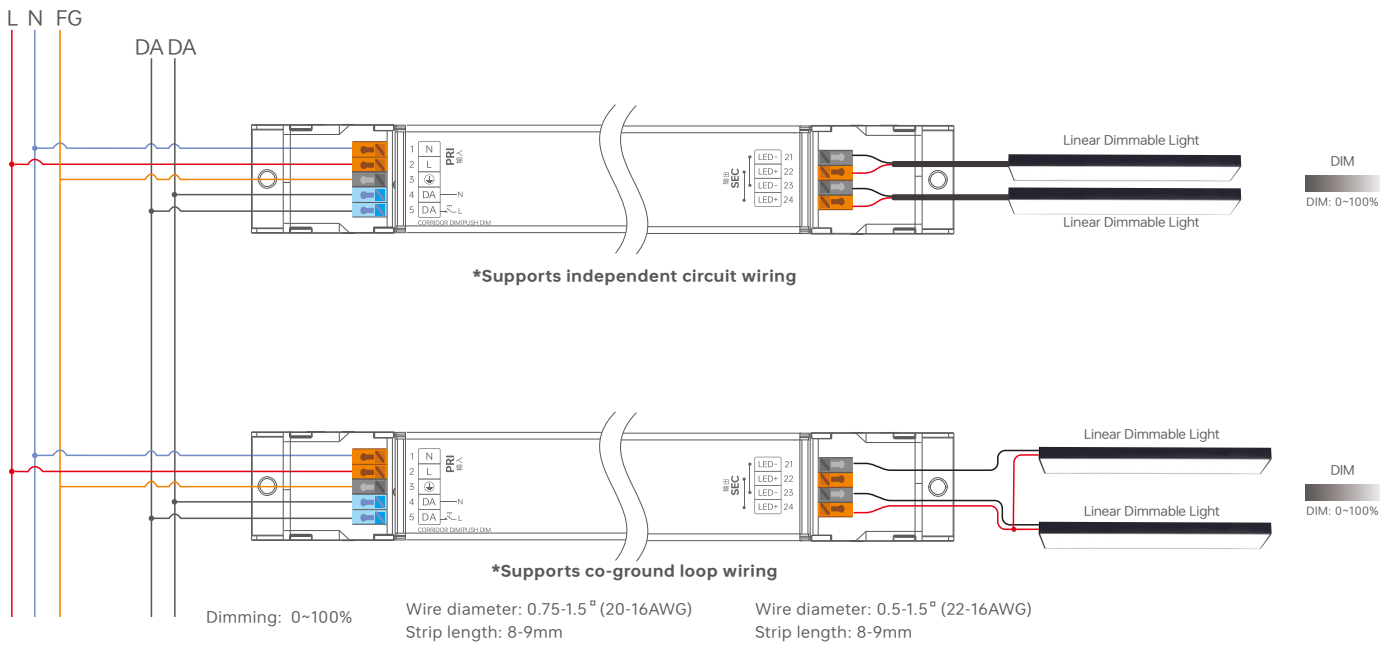 L N FG
DA DA
1 N
2 L
3
4 DA N
5 DA L
PRI
输入
CORRIDOR DIM/PUSH DIM
输出
SEC
LED- 21
LED+ 22
LED- 23
LED+ 24
Linear Dimmable Light
Linear Dimmable Light
DIM
DIM: 0~100%
*Supports independent circuit wiring
1 N
2 L
3
4 DA N
5 DA L
PRI
输入
CORRIDOR DIM/PUSH DIM
输出
SEC
LED- 21
LED+ 22
LED- 23
LED+ 24
Linear Dimmable Light
Linear Dimmable Light
DIM
DIM: 0~100%
*Supports co-ground loop wiring
Dimming: 0~100%
Wire diameter: 0.75-1.5▫ (20-16AWG)
Strip length: 8-9mm
Wire diameter: 0.5-1.5▫ (22-16AWG)
Strip length: 8-9mm